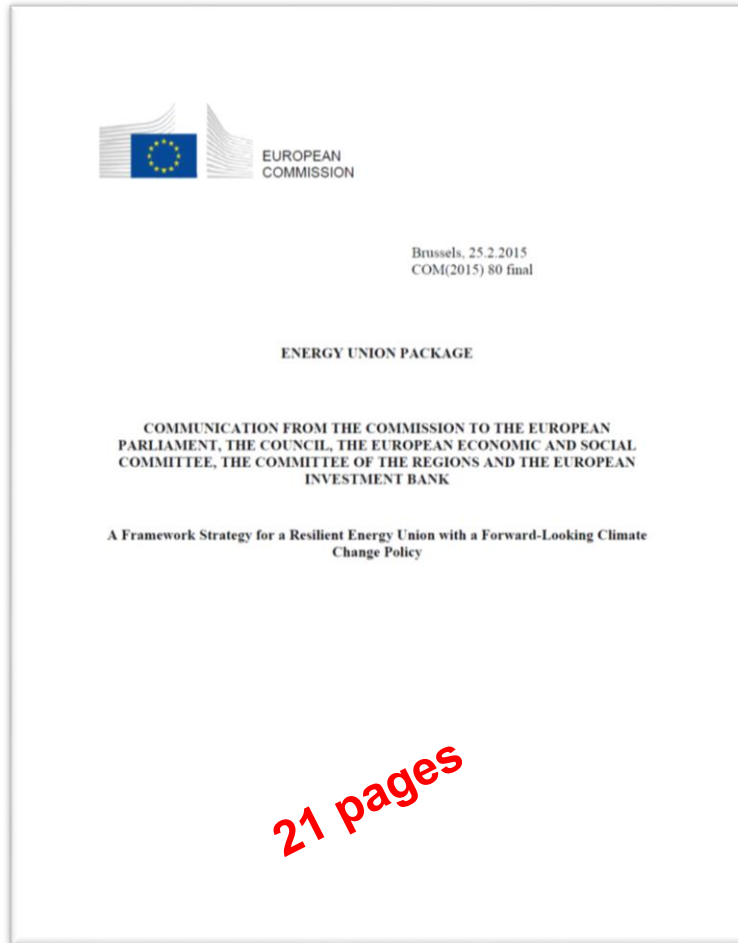 EUROPEAN
COMMISSION
Brussels, 25.2.2015
COM(2015) 80 final
ENERGY UNION PACKAGE
COMMUNICATION FROM THE COMMISSION TO THE EUROPEAN
PARLIAMENT, THE COUNCIL, THE EUROPEAN ECONOMIC AND SOCIAL
COMMITTEE, THE COMMITTEE OF THE REGIONS AND THE EUROPEAN
INVESTMENT BANK
A Framework Strategy for a Resilient Energy Union with a Forward-Looking Climate
Change Policy
21 pages